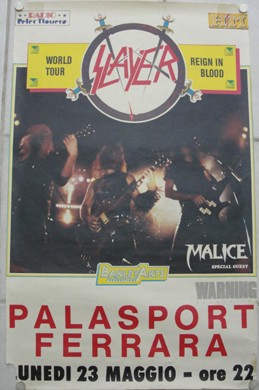 RADIO
Peter Flowers
WORLD
TOUR
SLAYER
REIGN IN
BLOOD
MALICE
SPECIAL GUEST
WARNING
PALASPORT
FERRARA
UNEDI 23 MAGGIO - ore 22